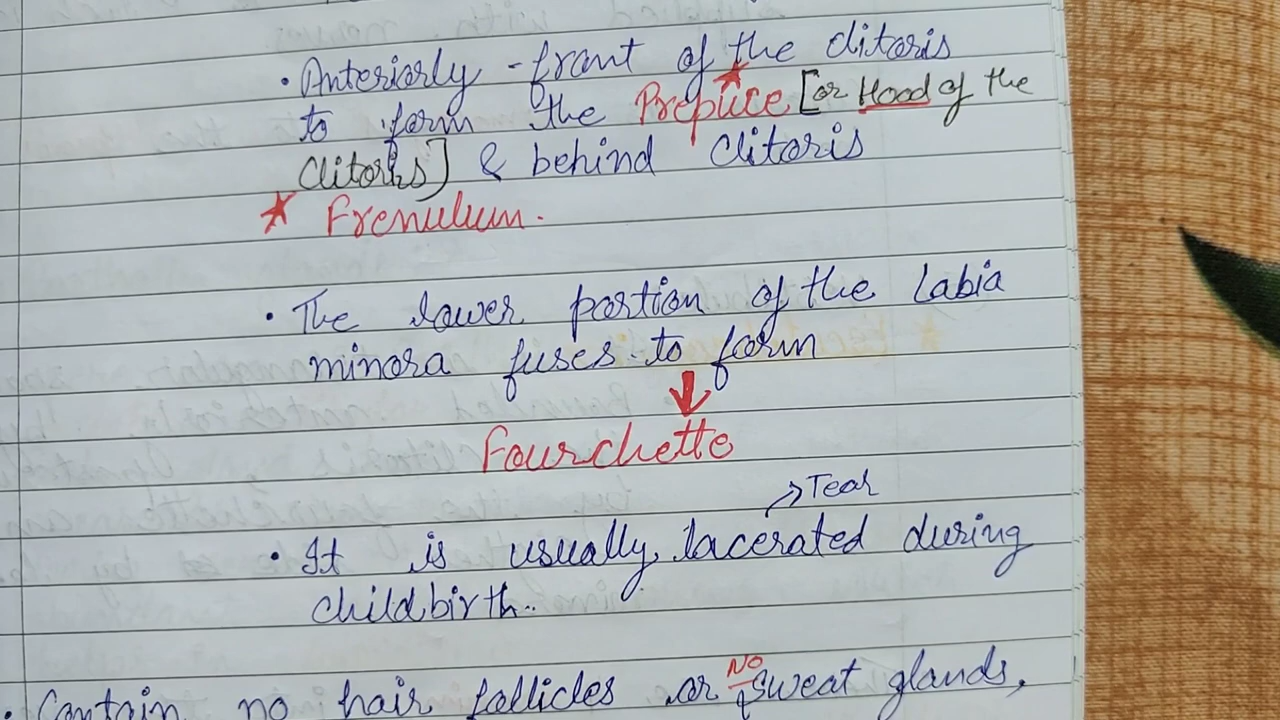 • Anteriorly - front of the clitoris
to form the Prepuce [or Hood of the
Clitoris] & behind Clitoris
★ Frenulum.
• The lower portion of the Labia
minora fuses to form
↓
Fourchette
→ Tear
• It is usually lacerated during
childbirth..
• Contain no hair follicles or NO sweat glands,